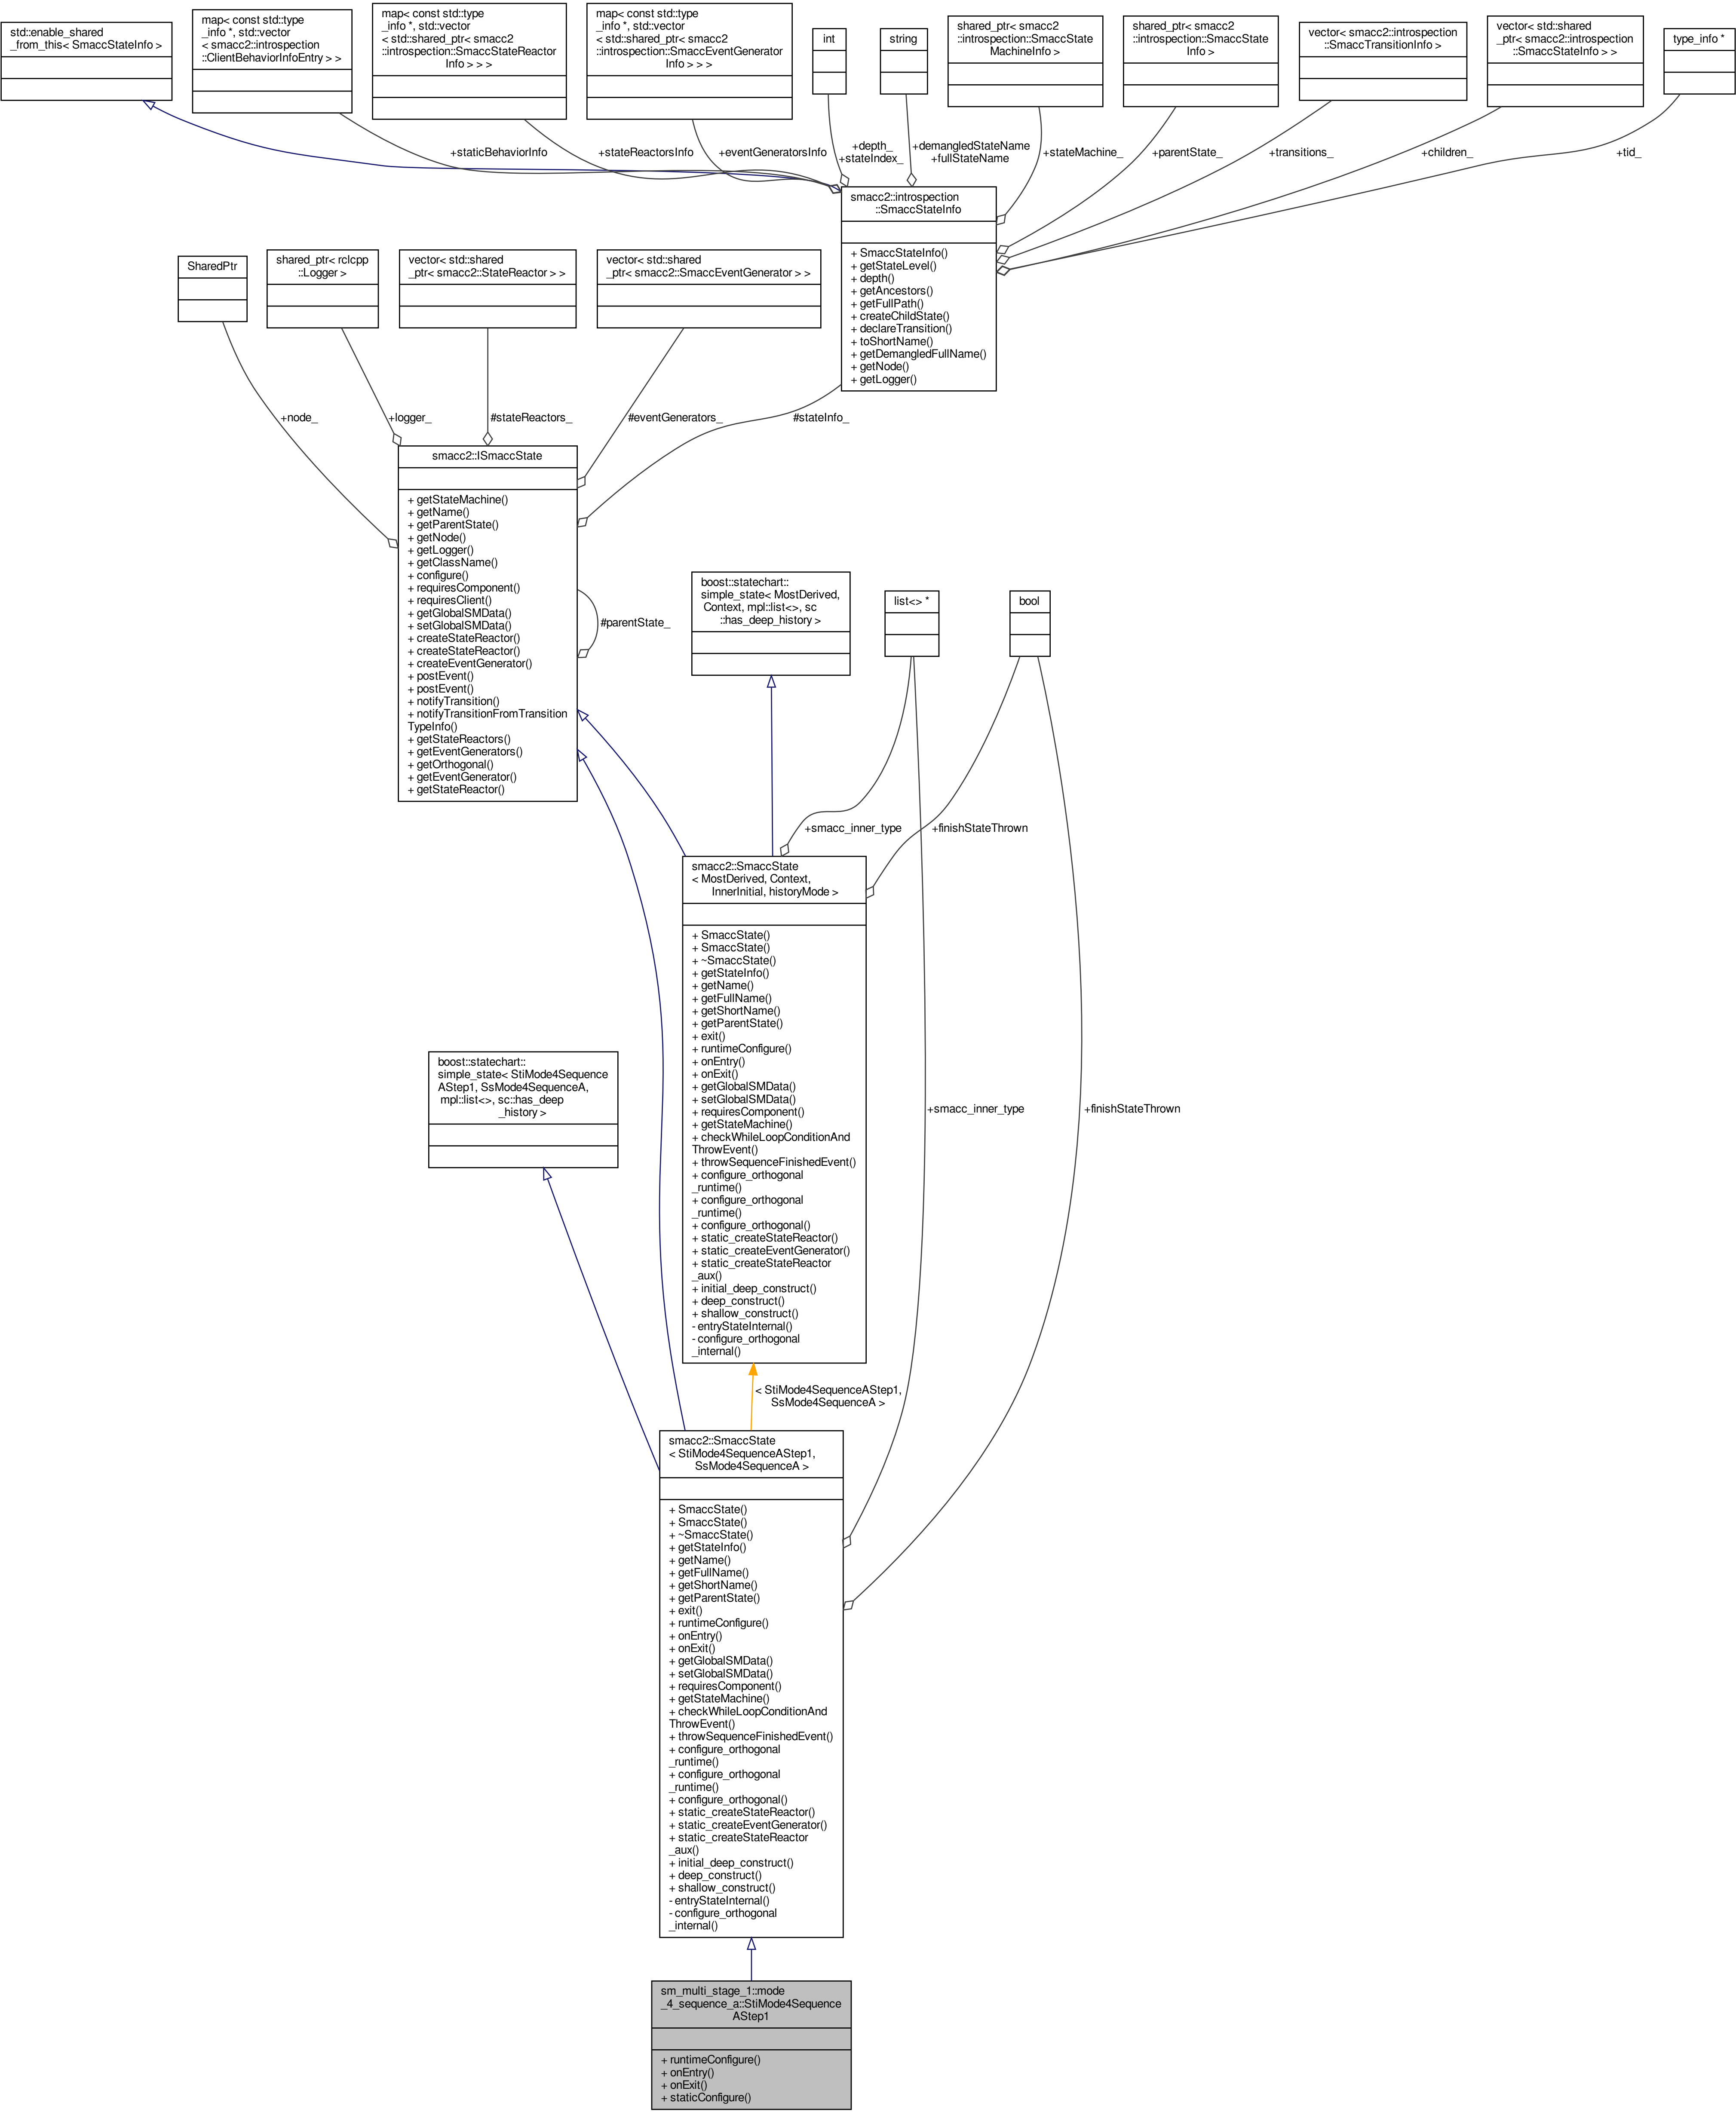 std::enable_shared
_from_this< SmaccStateInfo >
map< const std::type
_info *, std::vector
< smacc2::introspection
::ClientBehaviorInfoEntry > >
map< const std::type
_info *, std::vector
< std::shared_ptr< smacc2
::introspection::SmaccStateReactor
Info > > >
map< const std::type
_info *, std::vector
< std::shared_ptr< smacc2
::introspection::SmaccEventGenerator
Info > > >
int
string
shared_ptr< smacc2
::introspection::SmaccState
MachineInfo >
shared_ptr< smacc2
::introspection::SmaccState
Info >
vector< smacc2::introspection
::SmaccTransitionInfo >
vector< std::shared
_ptr< smacc2::introspection
::SmaccStateInfo > >
type_info *
+staticBehaviorInfo
+stateReactorsInfo
+eventGeneratorsInfo
+depth_
+stateIndex_
+demangledStateName
+fullStateName
+stateMachine_
+parentState_
+transitions_
+children_
+tid_
smacc2::introspection
::SmaccStateInfo
+ SmaccStateInfo()
+ getStateLevel()
+ depth()
+ getAncestors()
+ getFullPath()
+ createChildState()
+ declareTransition()
+ toShortName()
+ getDemangledFullName()
+ getNode()
+ getLogger()
SharedPtr
shared_ptr< rclcpp
::Logger >
vector< std::shared
_ptr< smacc2::StateReactor > >
vector< std::shared
_ptr< smacc2::SmaccEventGenerator > >
+node_
+logger_
#stateReactors_
#eventGenerators_
#stateInfo_
smacc2::ISmaccState
+ getStateMachine()
+ getName()
+ getParentState()
+ getNode()
+ getLogger()
+ getClassName()
+ configure()
+ requiresComponent()
+ requiresClient()
+ getGlobalSMData()
+ setGlobalSMData()
+ createStateReactor()
+ createStateReactor()
+ createEventGenerator()
+ postEvent()
+ postEvent()
+ notifyTransition()
+ notifyTransitionFromTransition
TypeInfo()
+ getStateReactors()
+ getEventGenerators()
+ getOrthogonal()
+ getEventGenerator()
+ getStateReactor()
#parentState_
boost::statechart::
simple_state< MostDerived,
Context, mpl::list<>, sc
::has_deep_history >
list<> *
bool
+smacc_inner_type
+finishStateThrown
smacc2::SmaccState
< MostDerived, Context,
InnerInitial, historyMode >
+ SmaccState()
+ SmaccState()
+ ~SmaccState()
+ getStateInfo()
+ getName()
+ getFullName()
+ getShortName()
+ getParentState()
+ exit()
+ runtimeConfigure()
+ onEntry()
+ onExit()
+ getGlobalSMData()
+ setGlobalSMData()
+ requiresComponent()
+ getStateMachine()
+ checkWhileLoopConditionAnd
ThrowEvent()
+ throwSequenceFinishedEvent()
+ configure_orthogonal
_runtime()
+ configure_orthogonal
_runtime()
+ configure_orthogonal()
+ static_createStateReactor()
+ static_createEventGenerator()
+ static_createStateReactor
_aux()
+ initial_deep_construct()
+ deep_construct()
+ shallow_construct()
- entryStateInternal()
- configure_orthogonal
_internal()
boost::statechart::
simple_state< StiMode4Sequence
AStep1, SsMode4SequenceA,
mpl::list<>, sc::has_deep
_history >
+smacc_inner_type
+finishStateThrown
< StiMode4SequenceAStep1,
SsMode4SequenceA >
smacc2::SmaccState
< StiMode4SequenceAStep1,
SsMode4SequenceA >
+ SmaccState()
+ SmaccState()
+ ~SmaccState()
+ getStateInfo()
+ getName()
+ getFullName()
+ getShortName()
+ getParentState()
+ exit()
+ runtimeConfigure()
+ onEntry()
+ onExit()
+ getGlobalSMData()
+ setGlobalSMData()
+ requiresComponent()
+ getStateMachine()
+ checkWhileLoopConditionAnd
ThrowEvent()
+ throwSequenceFinishedEvent()
+ configure_orthogonal
_runtime()
+ configure_orthogonal
_runtime()
+ configure_orthogonal()
+ static_createStateReactor()
+ static_createEventGenerator()
+ static_createStateReactor
_aux()
+ initial_deep_construct()
+ deep_construct()
+ shallow_construct()
- entryStateInternal()
- configure_orthogonal
_internal()
sm_multi_stage_1::mode
_4_sequence_a::StiMode4Sequence
AStep1
+ runtimeConfigure()
+ onEntry()
+ onExit()
+ staticConfigure()